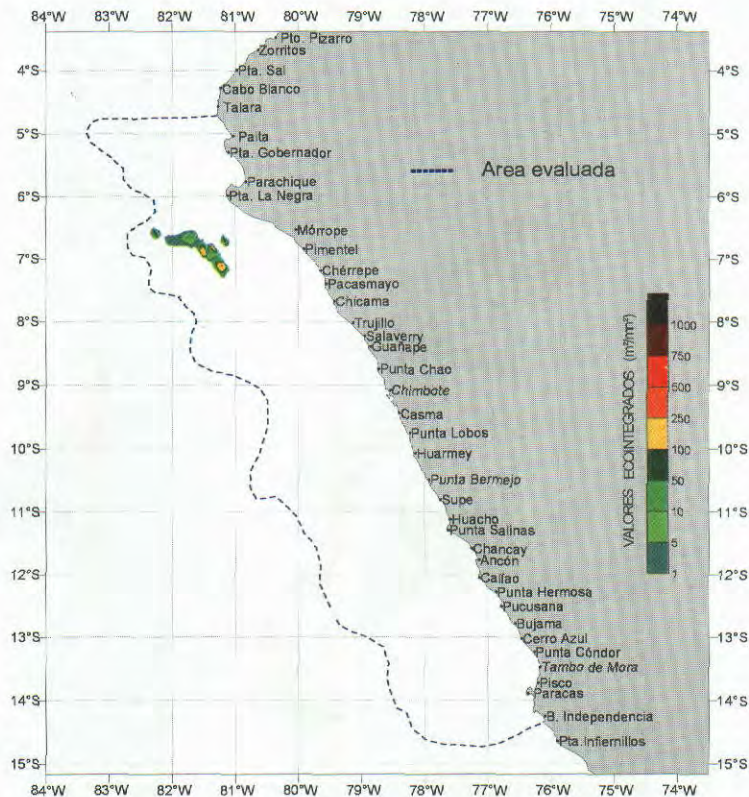 84°W 83°W 82°W 81°W 80°W 79°W 78°W 77°W 76°W 75°W 74°W
Pto. Pizarro
Zorritos
4°S Pta. Sal 4°S
Cabo Blanco
Talara
5°S Paita 5°S
Pta. Gobernador
Area evaluada
Parachique
6°S Pta. La Negra 6°S
Mórrope
Pimentel
7°S Chérrepe 7°S
Pacasmayo
Chicama
8°S Trujillo 8°S
Salaverry
Guañape
Punta Chao
9°S Chimbote 9°S
Casma
Punta Lobos
10°S Huarmey 10°S
Punta Bermejo
Supe
11°S Huacho 11°S
Punta Salinas
Chancay
Ancón
12°S Callao 12°S
Punta Hermosa
Pucusana
Bujama
13°S Cerro Azul 13°S
Punta Cóndor
Tambo de Mora
Pisco
14°S Paracas 14°S
B. Independencia
Pta. Infiernillos
15°S 15°S
84°W 83°W 82°W 81°W 80°W 79°W 78°W 77°W 76°W 75°W 74°W
VALORES ECOINTEGRADOS (m²/mn²)
1000
750
500
250
100
50
10
5
1